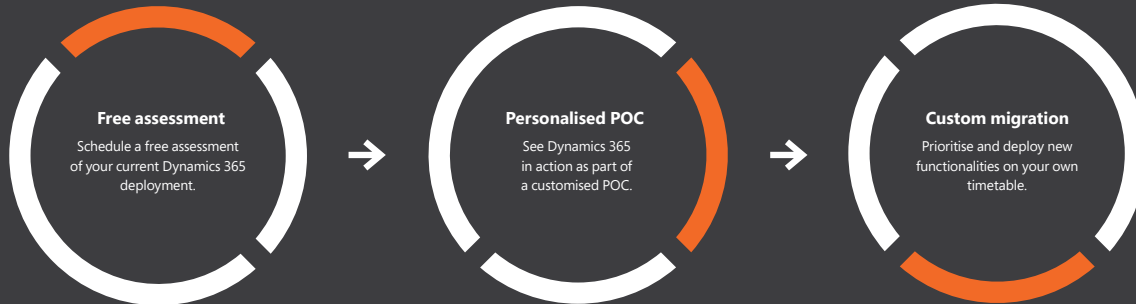 Free assessment
Schedule a free assessment
of your current Dynamics 365
deployment.
Personalised POC
See Dynamics 365
in action as part of
a customised POC.
Custom migration
Prioritise and deploy new
functionalities on your own
timetable.